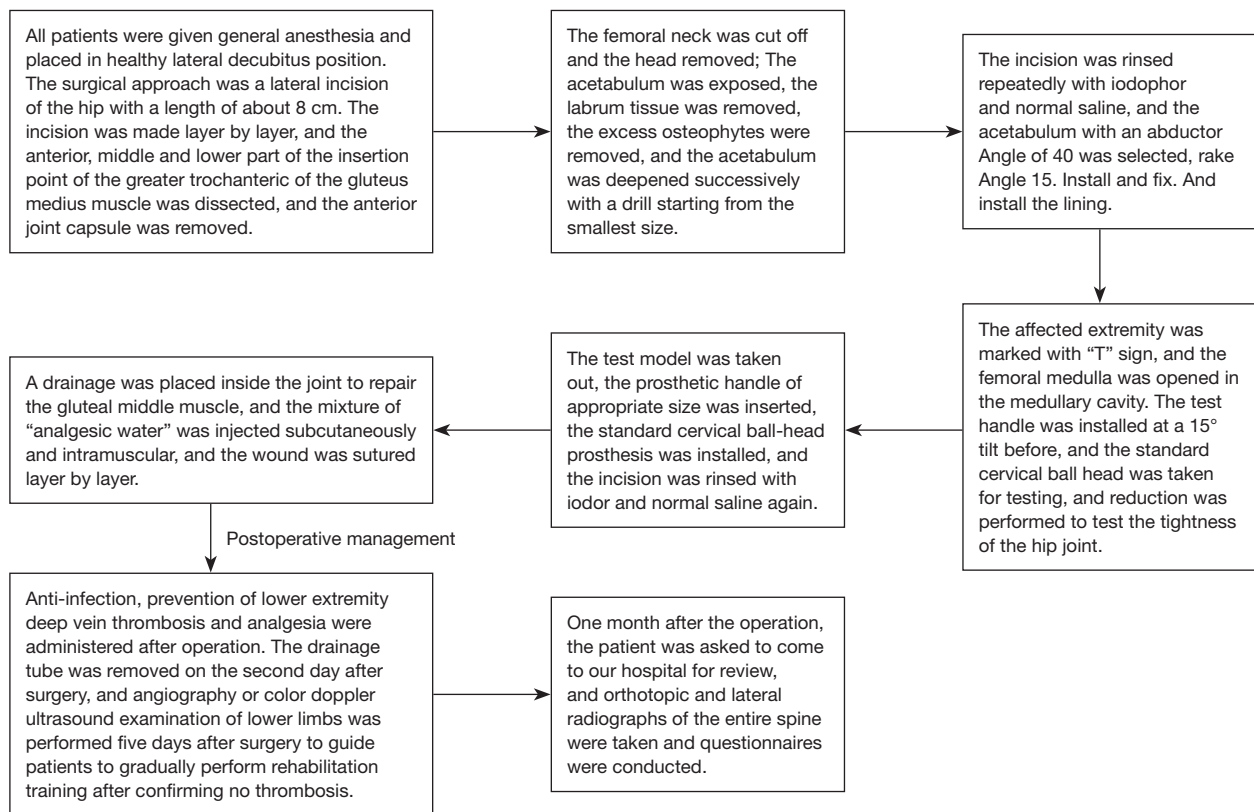 All patients were given general anesthesia and
placed in healthy lateral decubitus position.
The surgical approach was a lateral incision
of the hip with a length of about 8 cm. The
incision was made layer by layer, and the
anterior, middle and lower part of the insertion
point of the greater trochanteric of the gluteus
medius muscle was dissected, and the anterior
joint capsule was removed.
The femoral neck was cut off
and the head removed; The
acetabulum was exposed, the
labrum tissue was removed,
the excess osteophytes were
removed, and the acetabulum
was deepened successively
with a drill starting from the
smallest size.
The incision was rinsed
repeatedly with iodophor
and normal saline, and the
acetabulum with an abductor
Angle of 40 was selected, rake
Angle 15. Install and fix. And
install the lining.
The affected extremity was
marked with “T” sign, and the
femoral medulla was opened in
the medullary cavity. The test
handle was installed at a 15°
tilt before, and the standard
cervical ball head was taken
for testing, and reduction was
performed to test the tightness
of the hip joint.
The test model was taken
out, the prosthetic handle of
appropriate size was inserted,
the standard cervical ball-head
prosthesis was installed, and
the incision was rinsed with
iodor and normal saline again.
A drainage was placed inside the joint to repair
the gluteal middle muscle, and the mixture of
“analgesic water” was injected subcutaneously
and intramuscular, and the wound was sutured
layer by layer.
Postoperative management
Anti-infection, prevention of lower extremity
deep vein thrombosis and analgesia were
administered after operation. The drainage
tube was removed on the second day after
surgery, and angiography or color doppler
ultrasound examination of lower limbs was
performed five days after surgery to guide
patients to gradually perform rehabilitation
training after confirming no thrombosis.
One month after the operation,
the patient was asked to come
to our hospital for review,
and orthotopic and lateral
radiographs of the entire spine
were taken and questionnaires
were conducted.